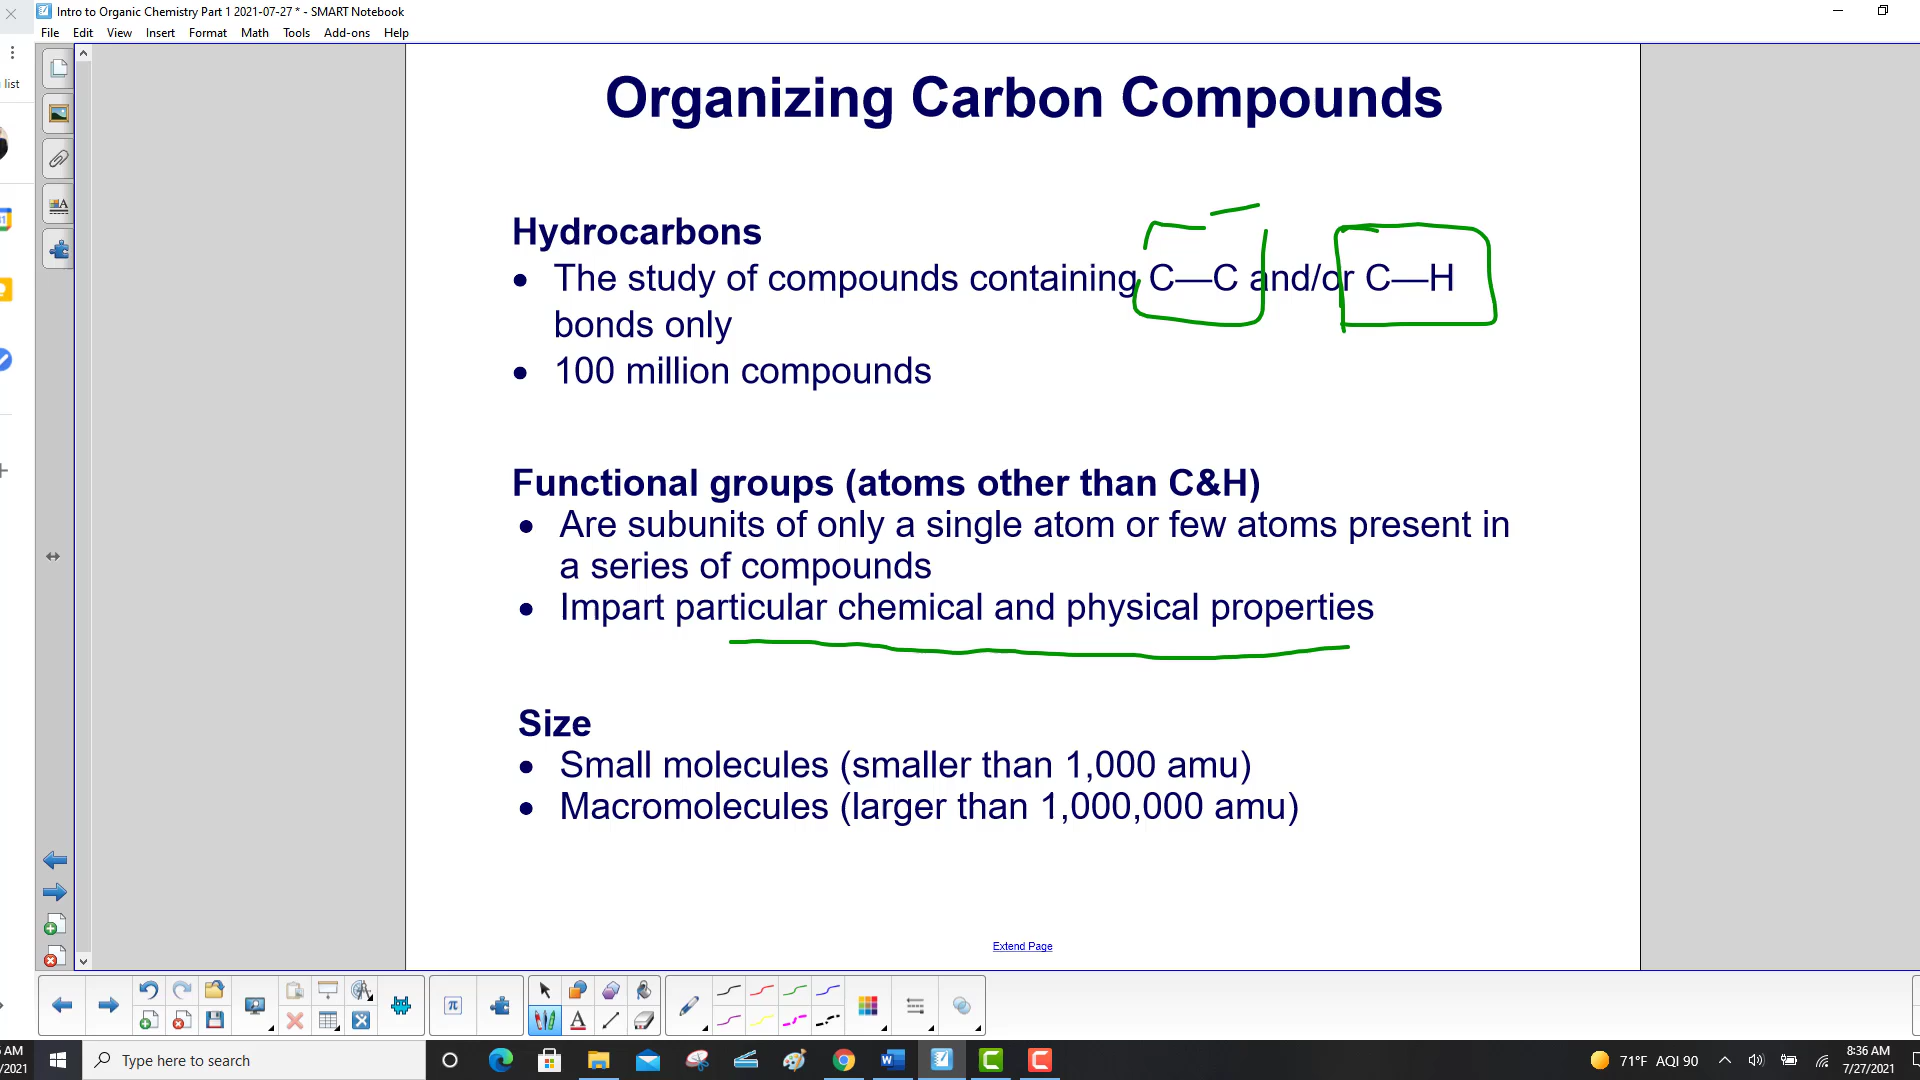 Intro to Organic Chemistry Part 1 2021-07-27 * - SMART Notebook
File Edit View Insert Format Math Tools Add-ons Help
list
Organizing Carbon Compounds
Hydrocarbons
• The study of compounds containing C—C and/or C—H
bonds only
• 100 million compounds
Functional groups (atoms other than C&H)
• Are subunits of only a single atom or few atoms present in
a series of compounds
• Impart particular chemical and physical properties
Size
• Small molecules (smaller than 1,000 amu)
• Macromolecules (larger than 1,000,000 amu)
Extend Page
AM
/2021
Type here to search
71°F AQI 90
8:36 AM
7/27/2021